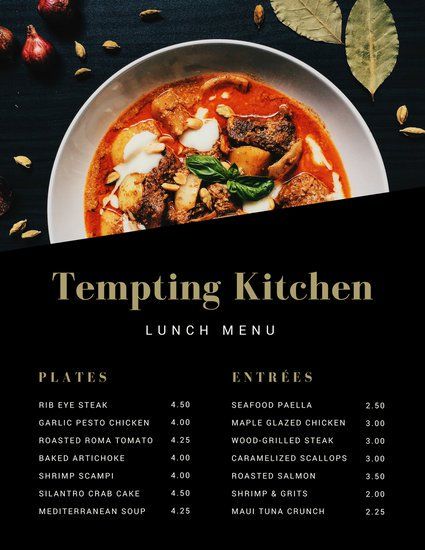 Tempting Kitchen
LUNCH MENU
PLATES
RIB EYE STEAK 4.50
GARLIC PESTO CHICKEN 4.00
ROASTED ROMA TOMATO 4.25
BAKED ARTICHOKE 4.00
SHRIMP SCAMPI 4.00
SILANTRO CRAB CAKE 4.50
MEDITERRANEAN SOUP 4.25
ENTRÉES
SEAFOOD PAELLA 2.50
MAPLE GLAZED CHICKEN 3.00
WOOD-GRILLED STEAK 3.00
CARAMELIZED SCALLOPS 3.00
ROASTED SALMON 3.50
SHRIMP & GRITS 2.00
MAUI TUNA CRUNCH 2.25